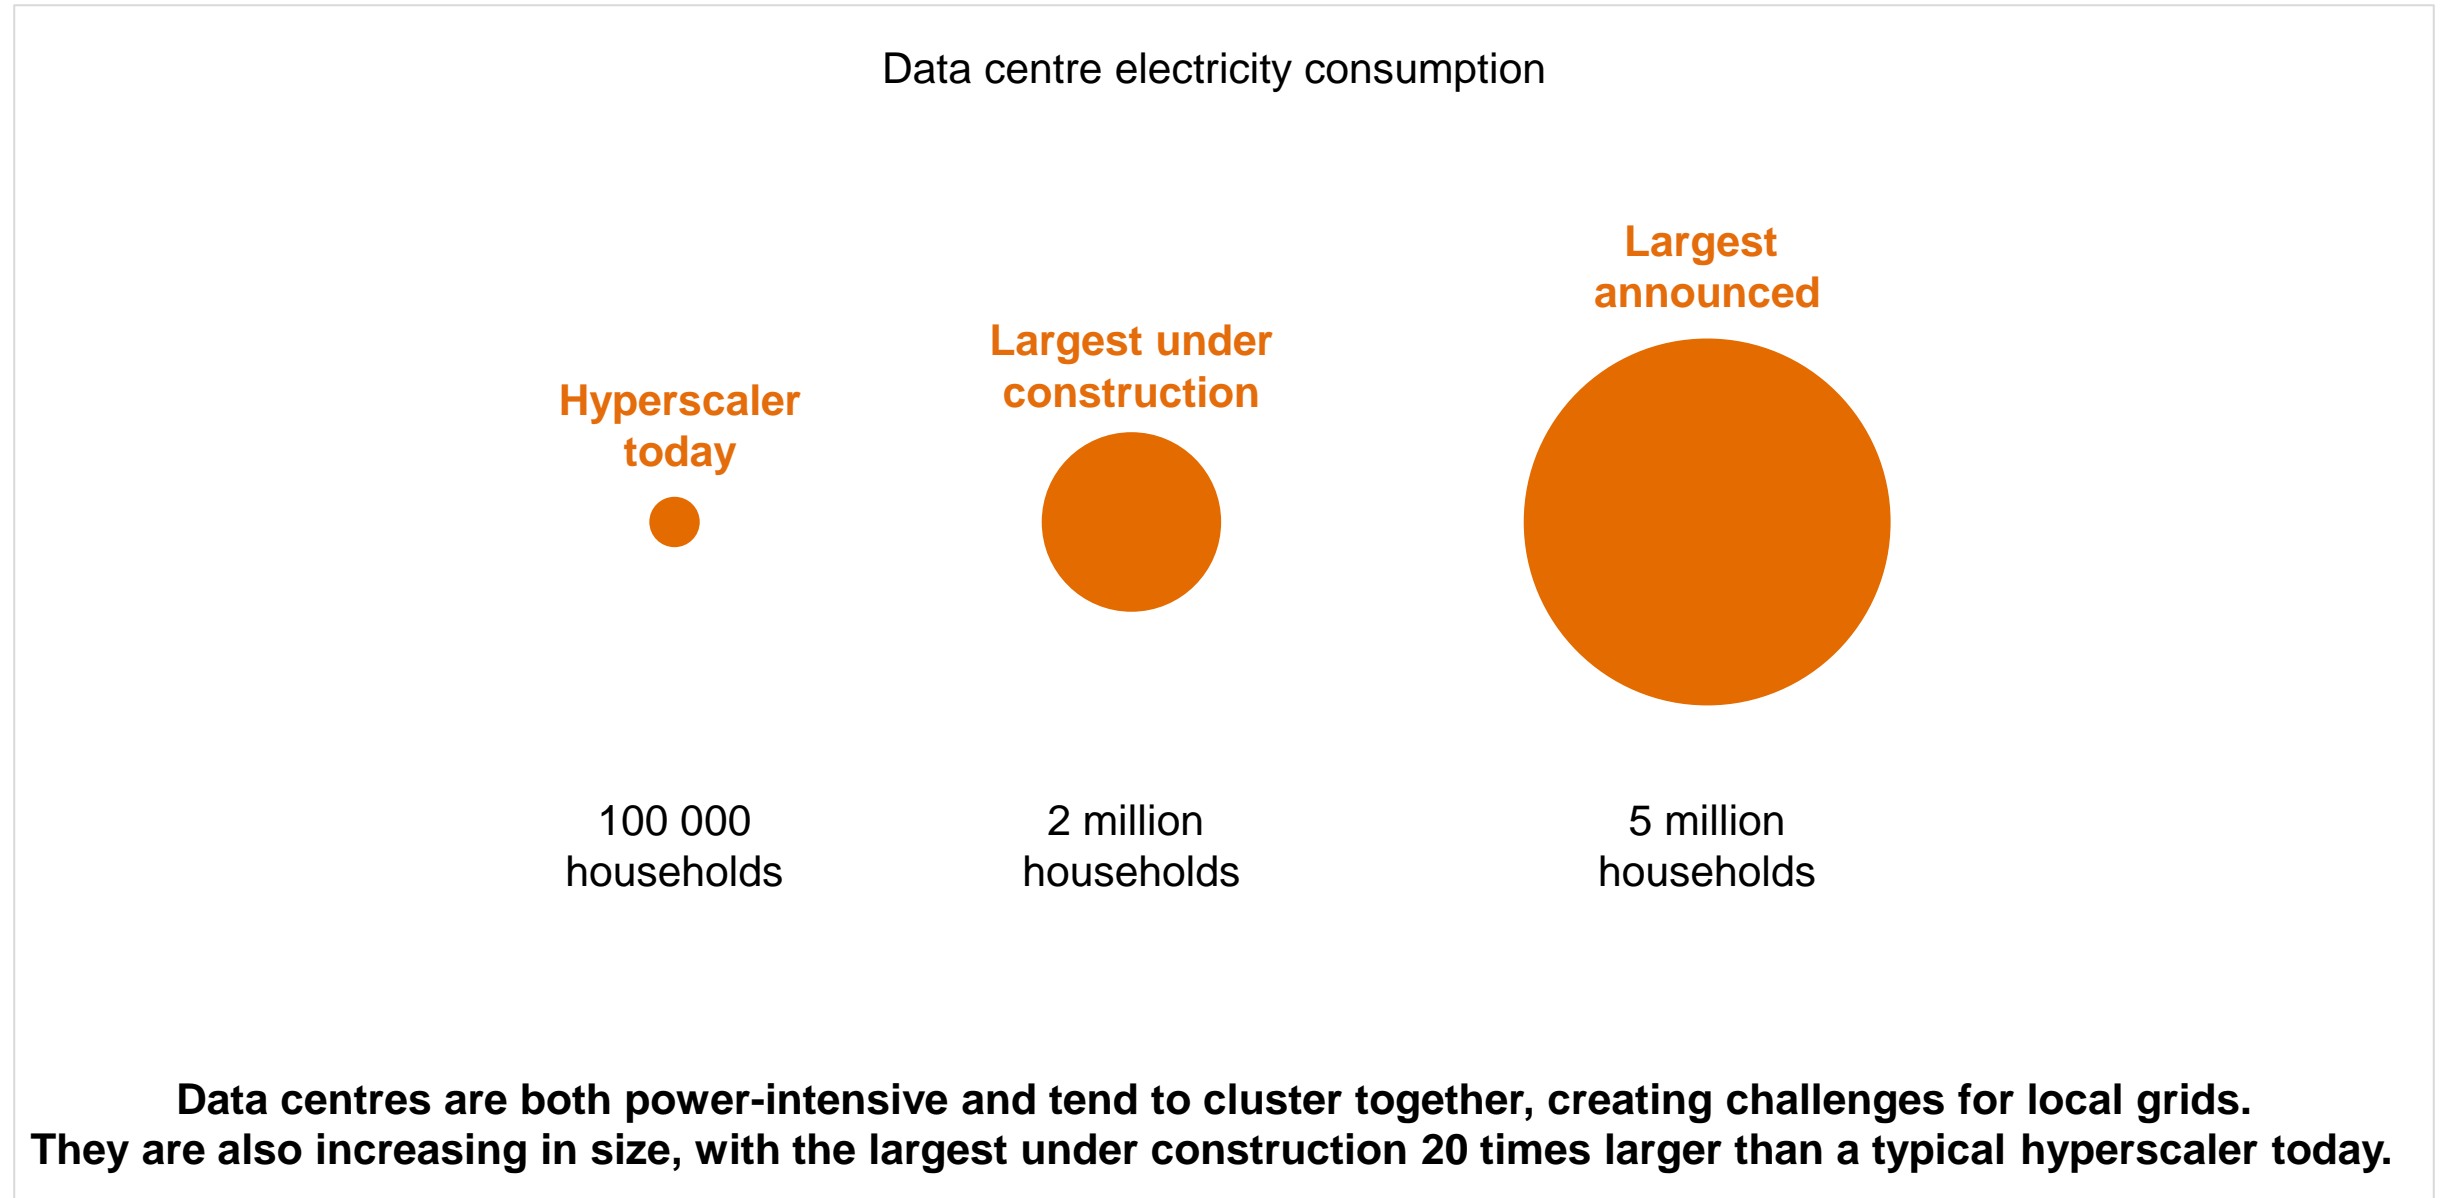 Data centre electricity consumption
Largest
announced
Largest under
construction
Hyperscaler
today
100 000
households
2 million
households
5 million
households
Data centres are both power-intensive and tend to cluster together, creating challenges for local grids.
They are also increasing in size, with the largest under construction 20 times larger than a typical hyperscaler today.